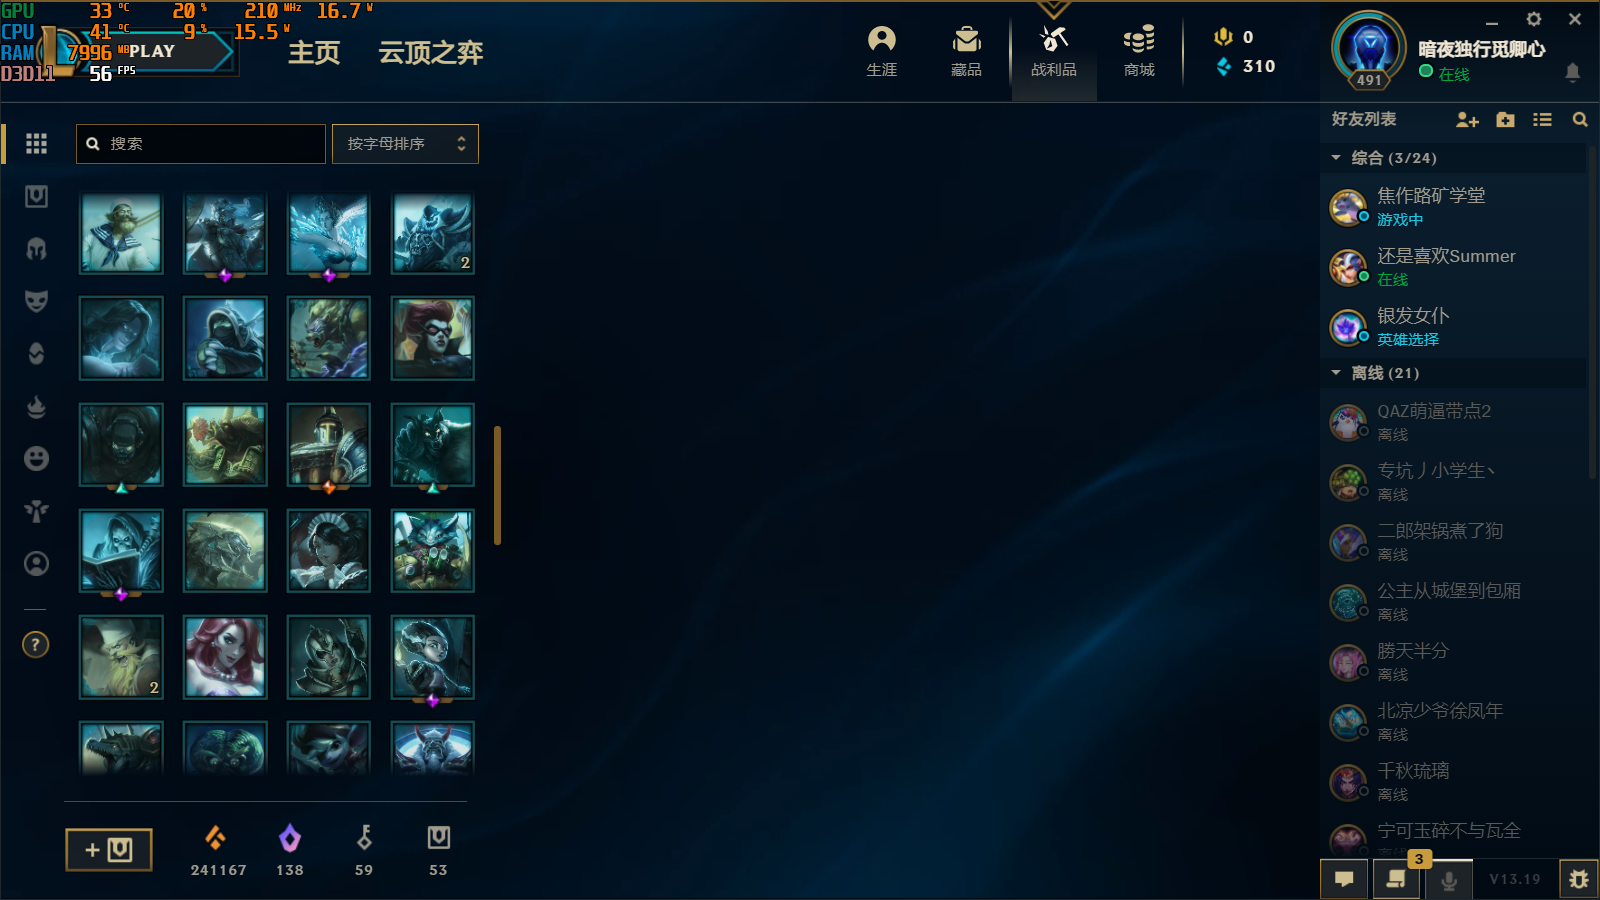 GPU 33 °C 20 % 210 MHz 16.7 W
CPU 41 °C 9 % 15.5 W
RAM 7996 MB
D3D11 56 FPS
PLAY
主页
云顶之弈
生涯
藏品
战利品
商城
0
310
491
暗夜独行觅卿心
在线
搜索
按字母排序
2
2
?
241167
138
59
53
好友列表
综合 (3/24)
焦作路矿学堂
游戏中
还是喜欢Summer
在线
银发女仆
英雄选择
离线 (21)
QAZ萌逼带点2
离线
专坑丿小学生丶
离线
二郎架锅煮了狗
离线
公主从城堡到包厢
离线
勝天半分
离线
北凉少爷徐凤年
离线
千秋琉璃
离线
宁可玉碎不与瓦全
离线
3
V13.19